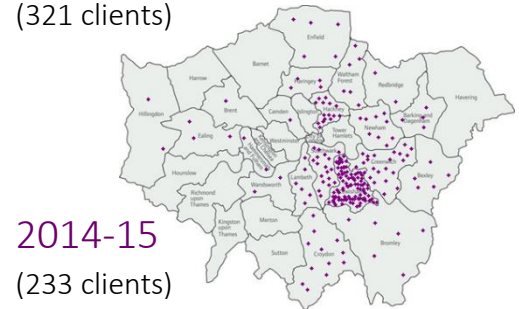 (321 clients)
Enfield
Barnet
Harrow
Haringey
Waltham
Forest
Redbridge
Havering
Hillingdon
Brent
Camden
Islington
Hackney
Barking and
Dagenham
Ealing
Westminster
Tower
Hamlets
Newham
Southwark
Greenwich
Hounslow
Wandsworth
Lambeth
Bexley
Richmond
upon
Thames
Kingston
upon
Thames
Merton
Sutton
Croydon
Bromley
2014-15
(233 clients)